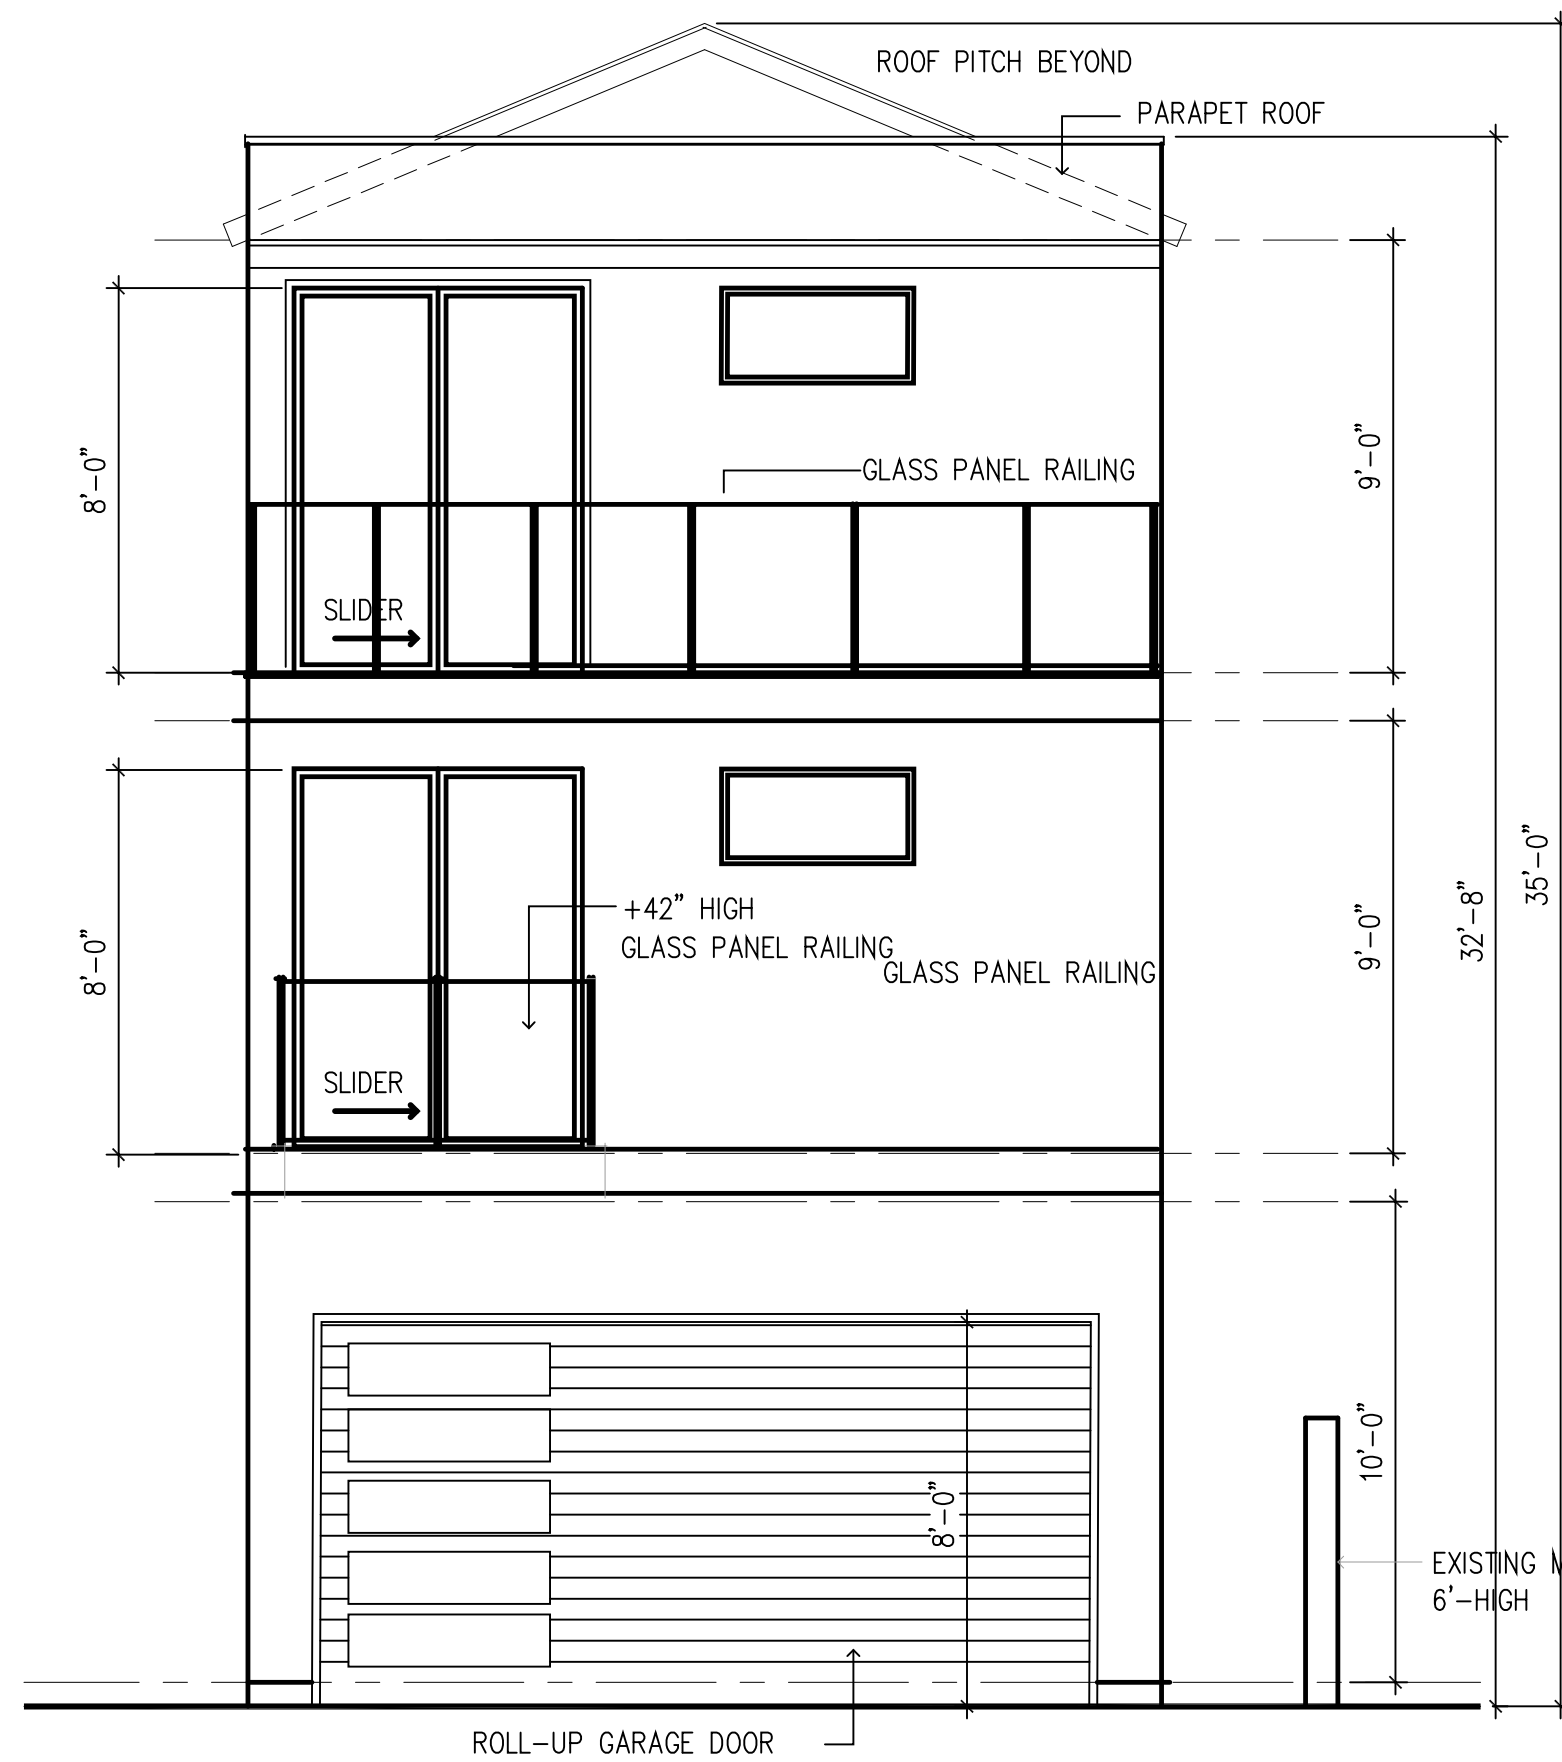 ROOF PITCH BEYOND
PARAPET ROOF
8'-0"
9'-0"
GLASS PANEL RAILING
SLIDER
35'-0"
32'-8"
8'-0"
9'-0"
+42" HIGH
GLASS PANEL RAILING
GLASS PANEL RAILING
SLIDER
10'-0"
8'-0"
EXISTING
6'-HIGH
ROLL-UP GARAGE DOOR